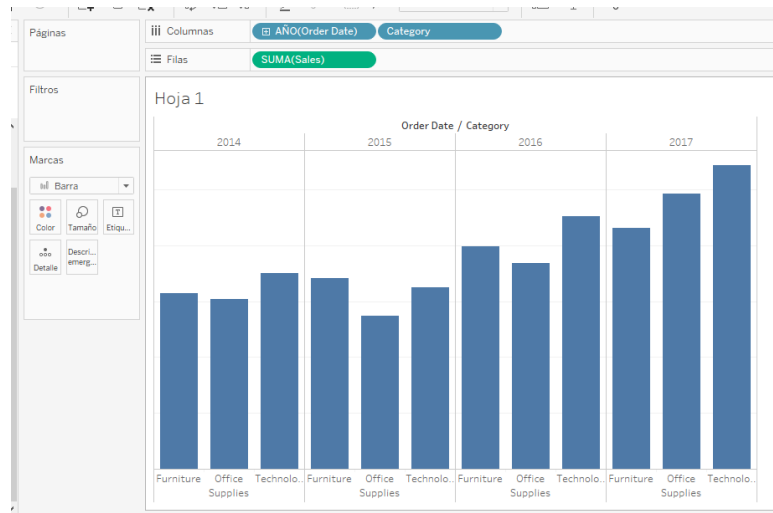 Páginas
Columnas
AÑO(Order Date)
Category
Filas
SUMA(Sales)
Filtros
Marcas
Barra
Color
Tamaño
Etiqu...
Detalle
Descri...
emerg...
Hoja 1
Order Date / Category
2014 2015 2016 2017
Furniture Office Technolo.. Furniture Office Technolo.. Furniture Office Technolo.. Furniture Office Technolo..
Supplies Supplies Supplies Supplies